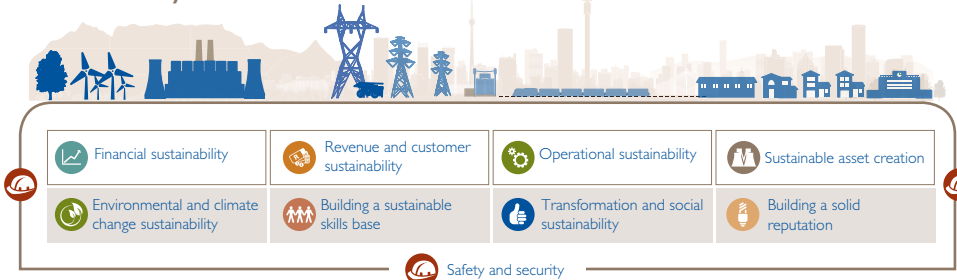 Financial sustainability
Revenue and customer
sustainability
Operational sustainability
Sustainable asset creation
Environmental and climate
change sustainability
Building a sustainable
skills base
Transformation and social
sustainability
Building a solid
reputation
Safety and security